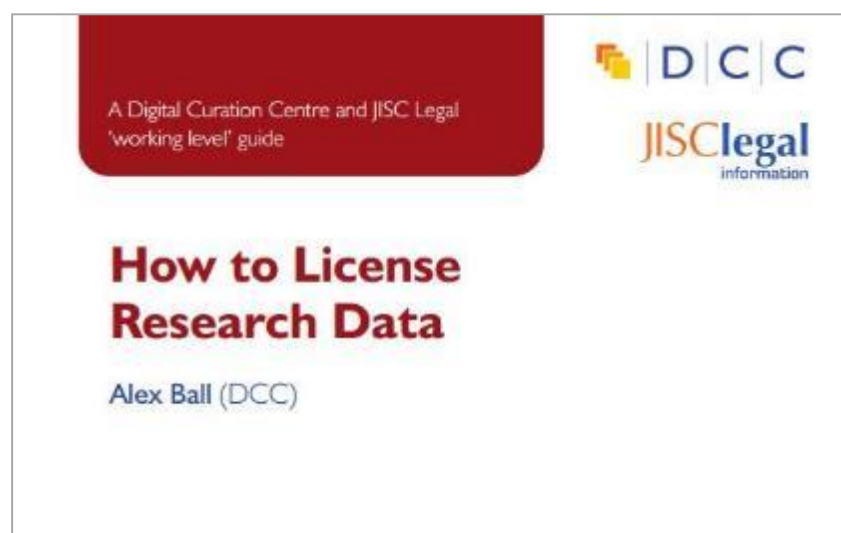 A Digital Curation Centre and JISC Legal
'working level' guide
D|C|C
JISClegal
information
How to License
Research Data
Alex Ball (DCC)